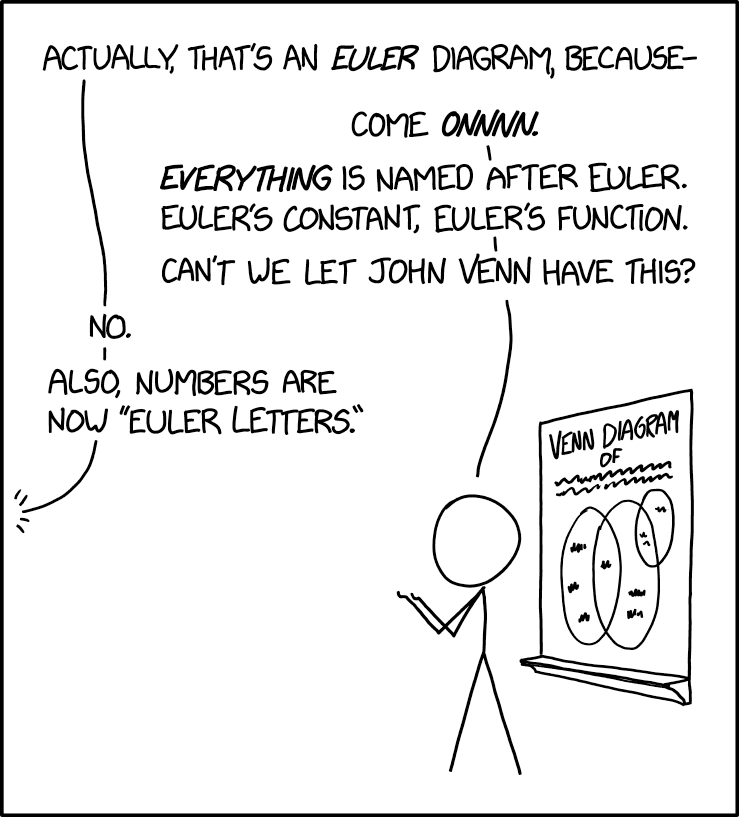 ACTUALLY, THAT'S AN EULER DIAGRAM, BECAUSE–
COME ONNNN.
EVERYTHING IS NAMED AFTER EULER.
EULER'S CONSTANT, EULER'S FUNCTION.
CAN'T WE LET JOHN VENN HAVE THIS?
NO.
ALSO, NUMBERS ARE
NOW "EULER LETTERS."
VENN DIAGRAM
OF